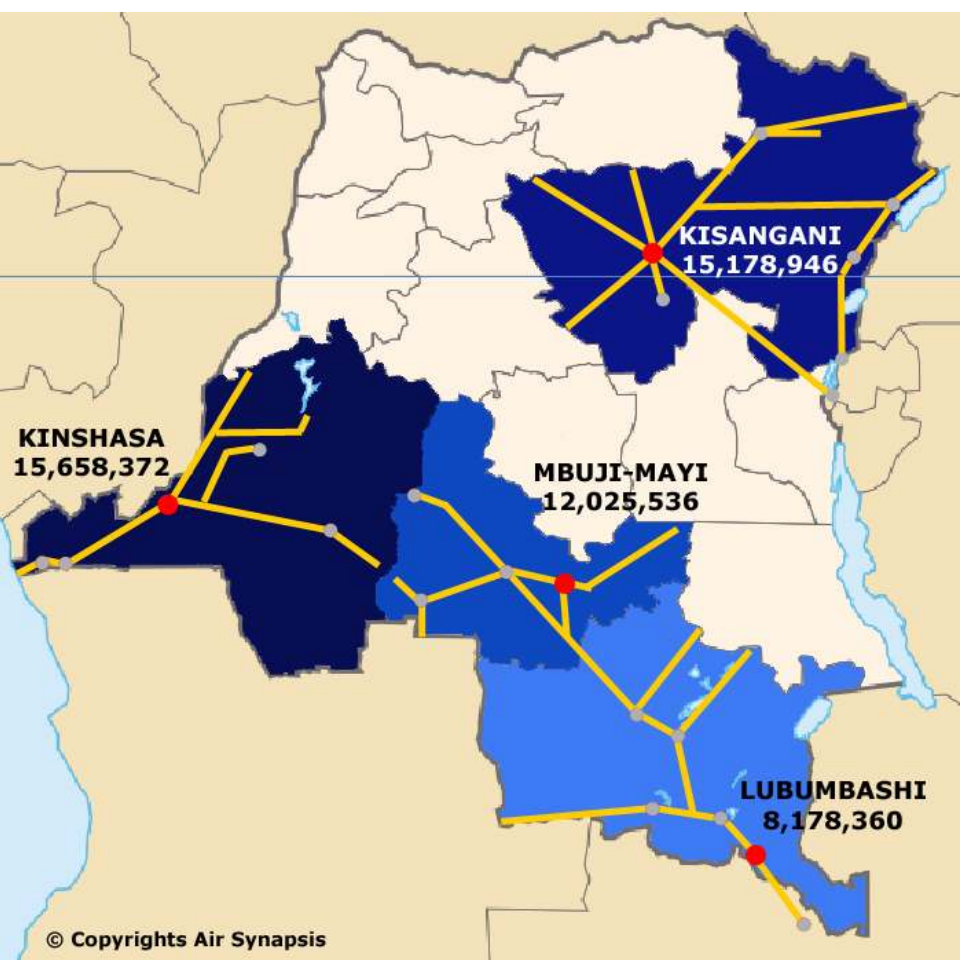 KISANGANI
15,178,946
KINSHASA
15,658,372
MBUJI-MAYI
12,025,536
LUBUMBASHI
8,178,360
© Copyrights Air Synapsis